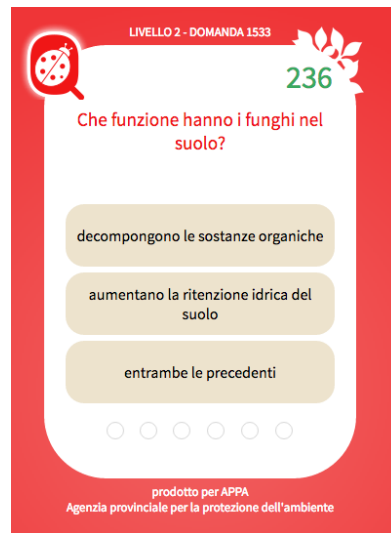 LIVELLO 2 - DOMANDA 1533
236
Che funzione hanno i funghi nel
suolo?
decompongono le sostanze organiche
aumentano la ritenzione idrica del
suolo
entrambe le precedenti
prodotto per APPA
Agenzia provinciale per la protezione dell'ambiente